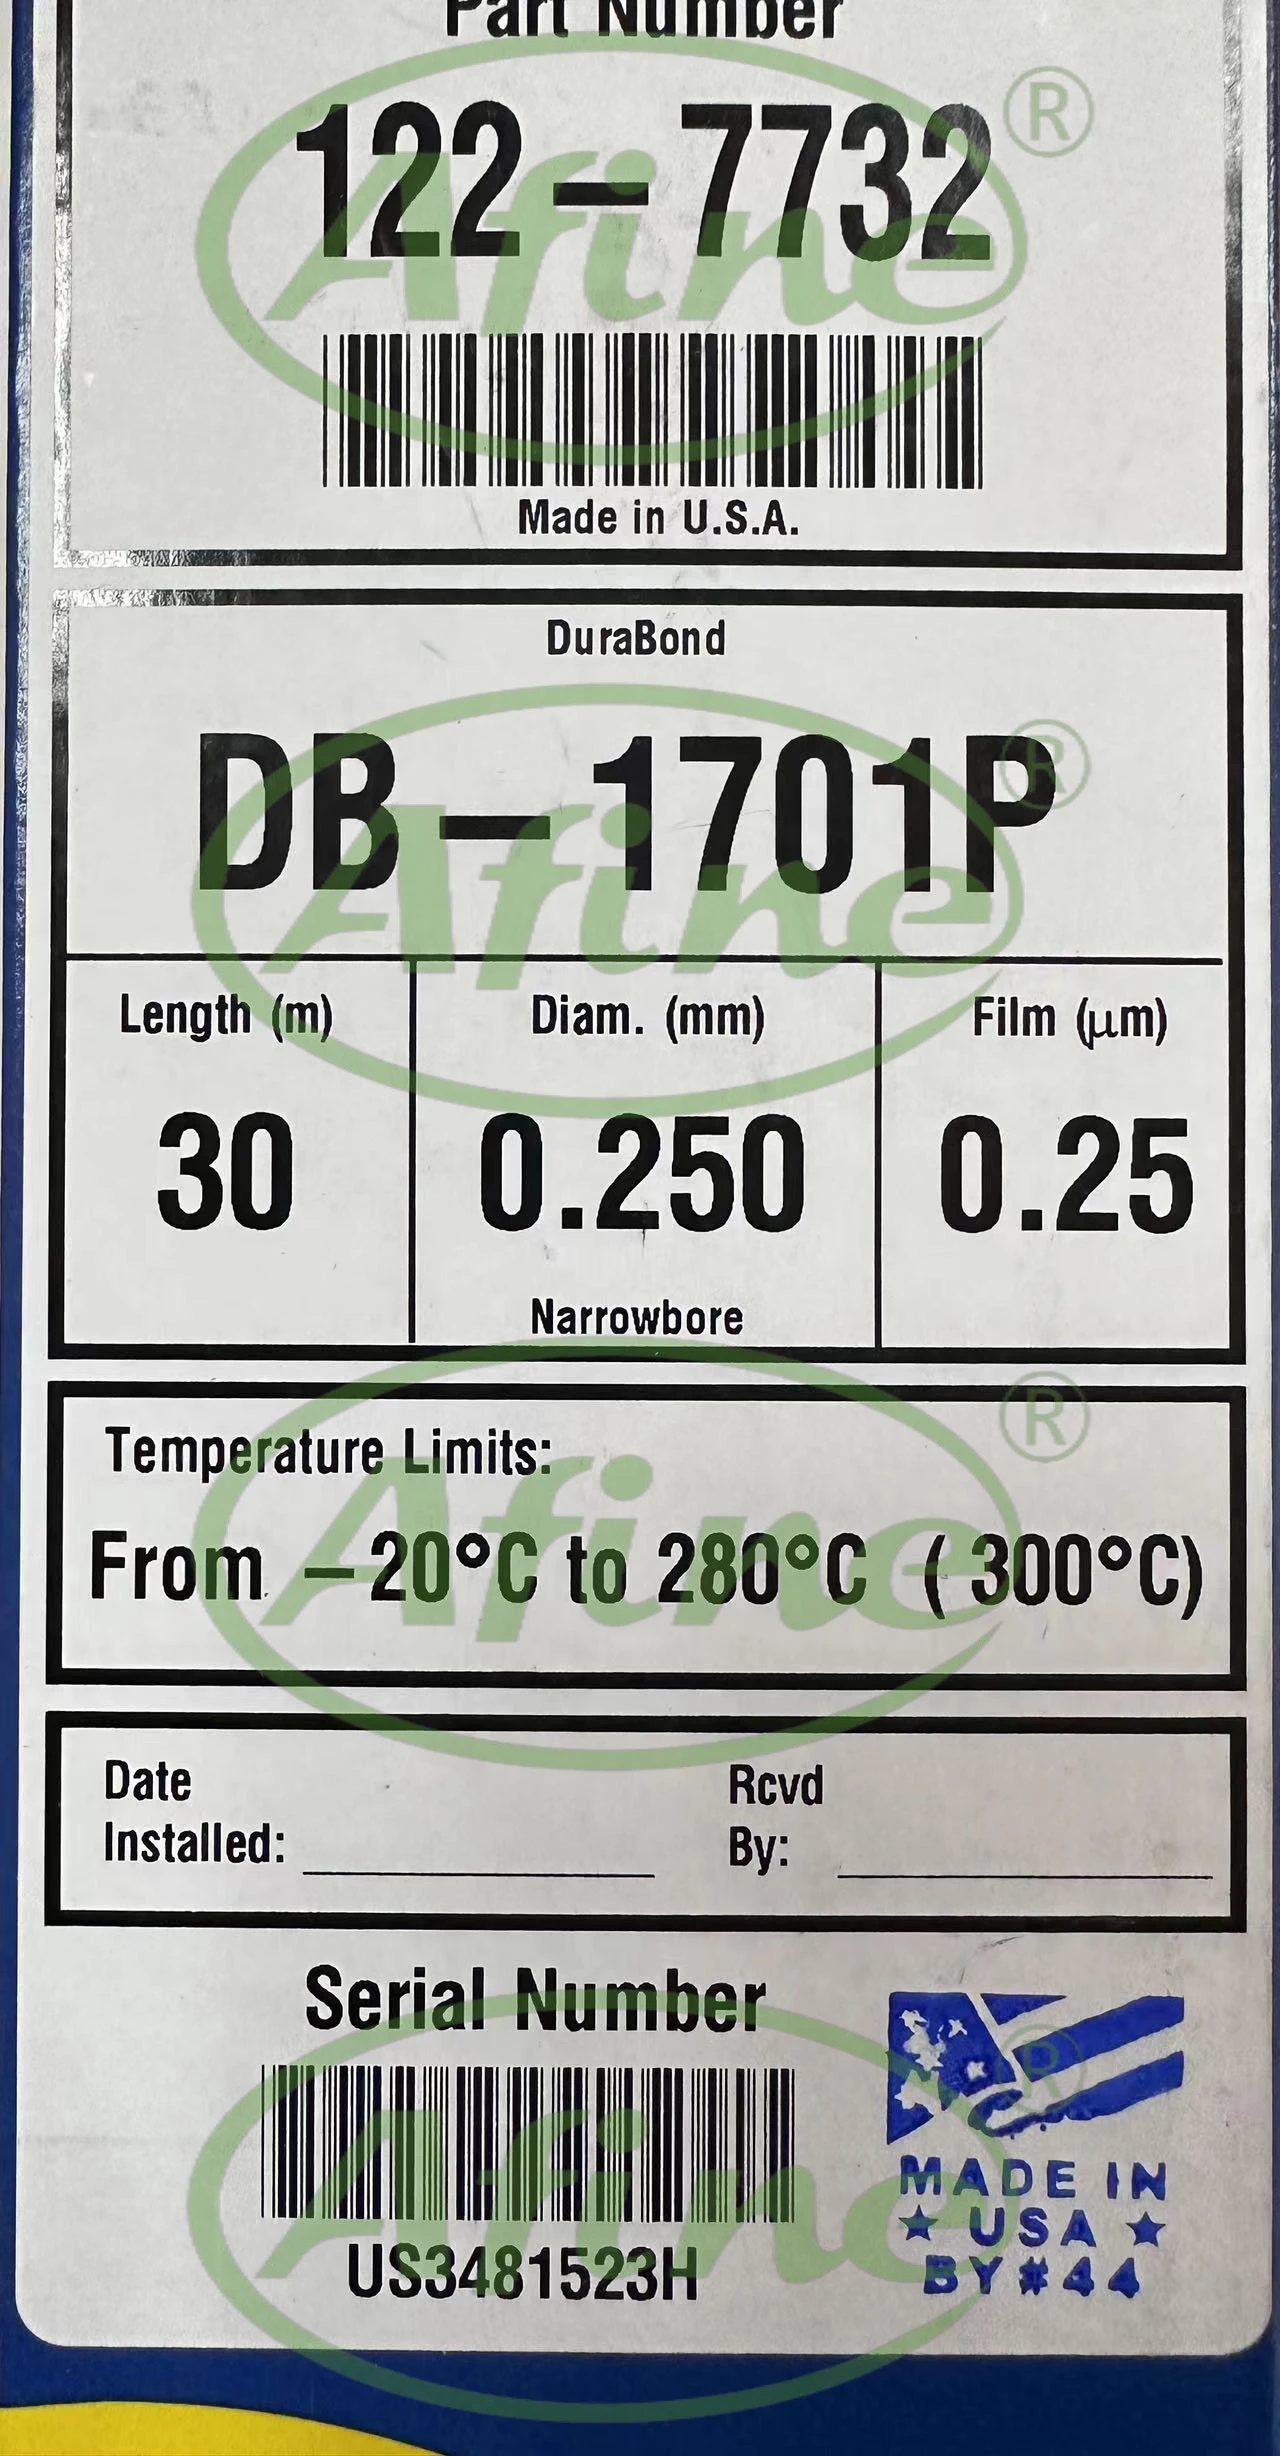 Part Number
122-7732
Made in U.S.A.
DuraBond
DB-1701P
Length (m) Diam. (mm) Film (μm)
30 0.250 0.25
Narrowbore
Temperature Limits:
From -20°C to 280°C (300°C)
Date Rcvd
Installed: By:
Serial Number
US3481523H
MADE IN
★ USA ★
BY#44
Afine ®
Afine ®
Afine ®
Afine ®